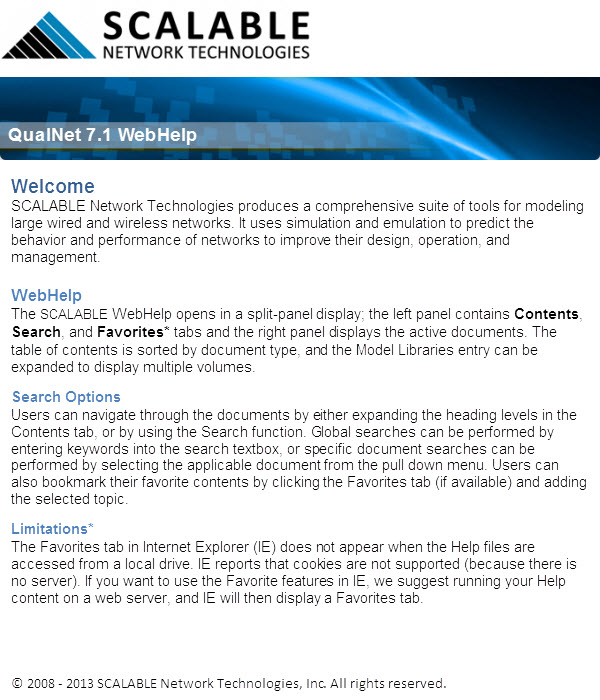 SCALABLE
NETWORK TECHNOLOGIES
QualNet 7.1 WebHelp
Welcome
SCALABLE Network Technologies produces a comprehensive suite of tools for modeling
large wired and wireless networks. It uses simulation and emulation to predict the
behavior and performance of networks to improve their design, operation, and
management.
WebHelp
The SCALABLE WebHelp opens in a split-panel display; the left panel contains Contents,
Search, and Favorites* tabs and the right panel displays the active documents. The
table of contents is sorted by document type, and the Model Libraries entry can be
expanded to display multiple volumes.
Search Options
Users can navigate through the documents by either expanding the heading levels in the
Contents tab, or by using the Search function. Global searches can be performed by
entering keywords into the search textbox, or specific document searches can be
performed by selecting the applicable document from the pull down menu. Users can
also bookmark their favorite contents by clicking the Favorites tab (if available) and adding
the selected topic.
Limitations*
The Favorites tab in Internet Explorer (IE) does not appear when the Help files are
accessed from a local drive. IE reports that cookies are not supported (because there is
no server). If you want to use the Favorite features in IE, we suggest running your Help
content on a web server, and IE will then display a Favorites tab.
© 2008 - 2013 SCALABLE Network Technologies, Inc. All rights reserved.